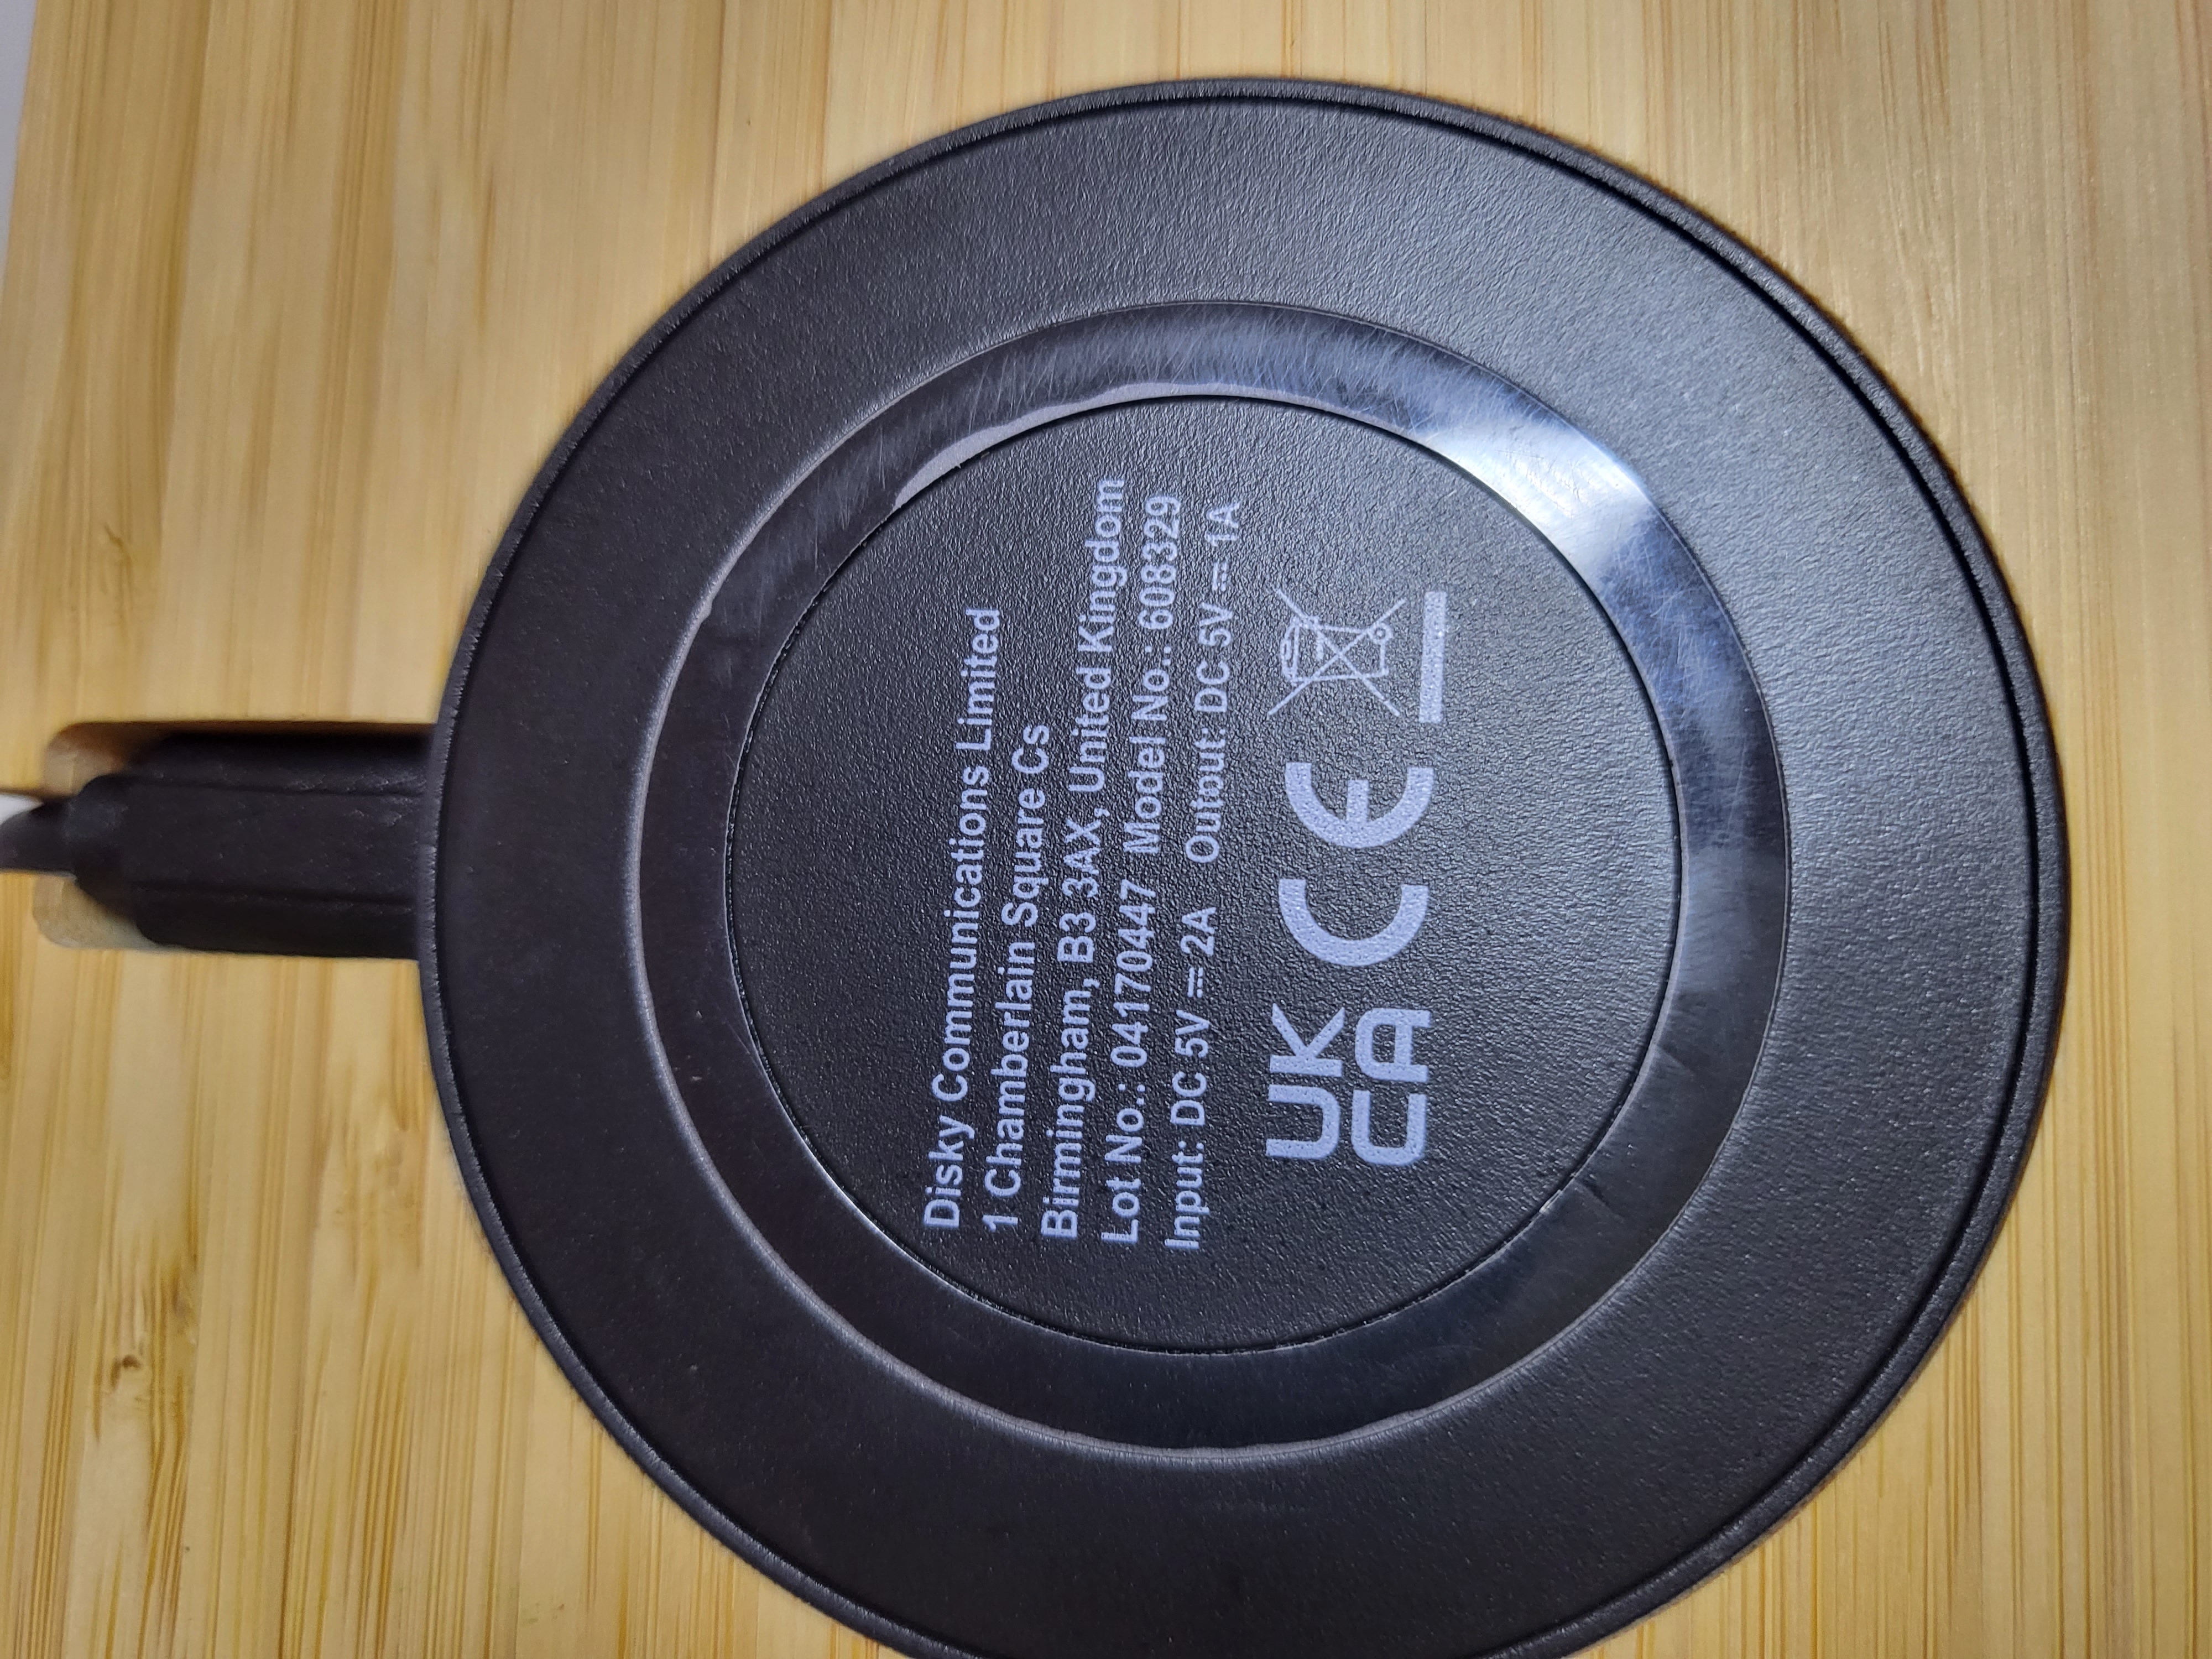 Disky Communications Limited
1 Chamberlain Square Cs
Birmingham, B3 3AX, United Kingdom
Lot No.: 041704447 Model No.: 608329
Input: DC 5V ⎓ 2A Output: DC 5V ⎓ 1A
UK
CA CE